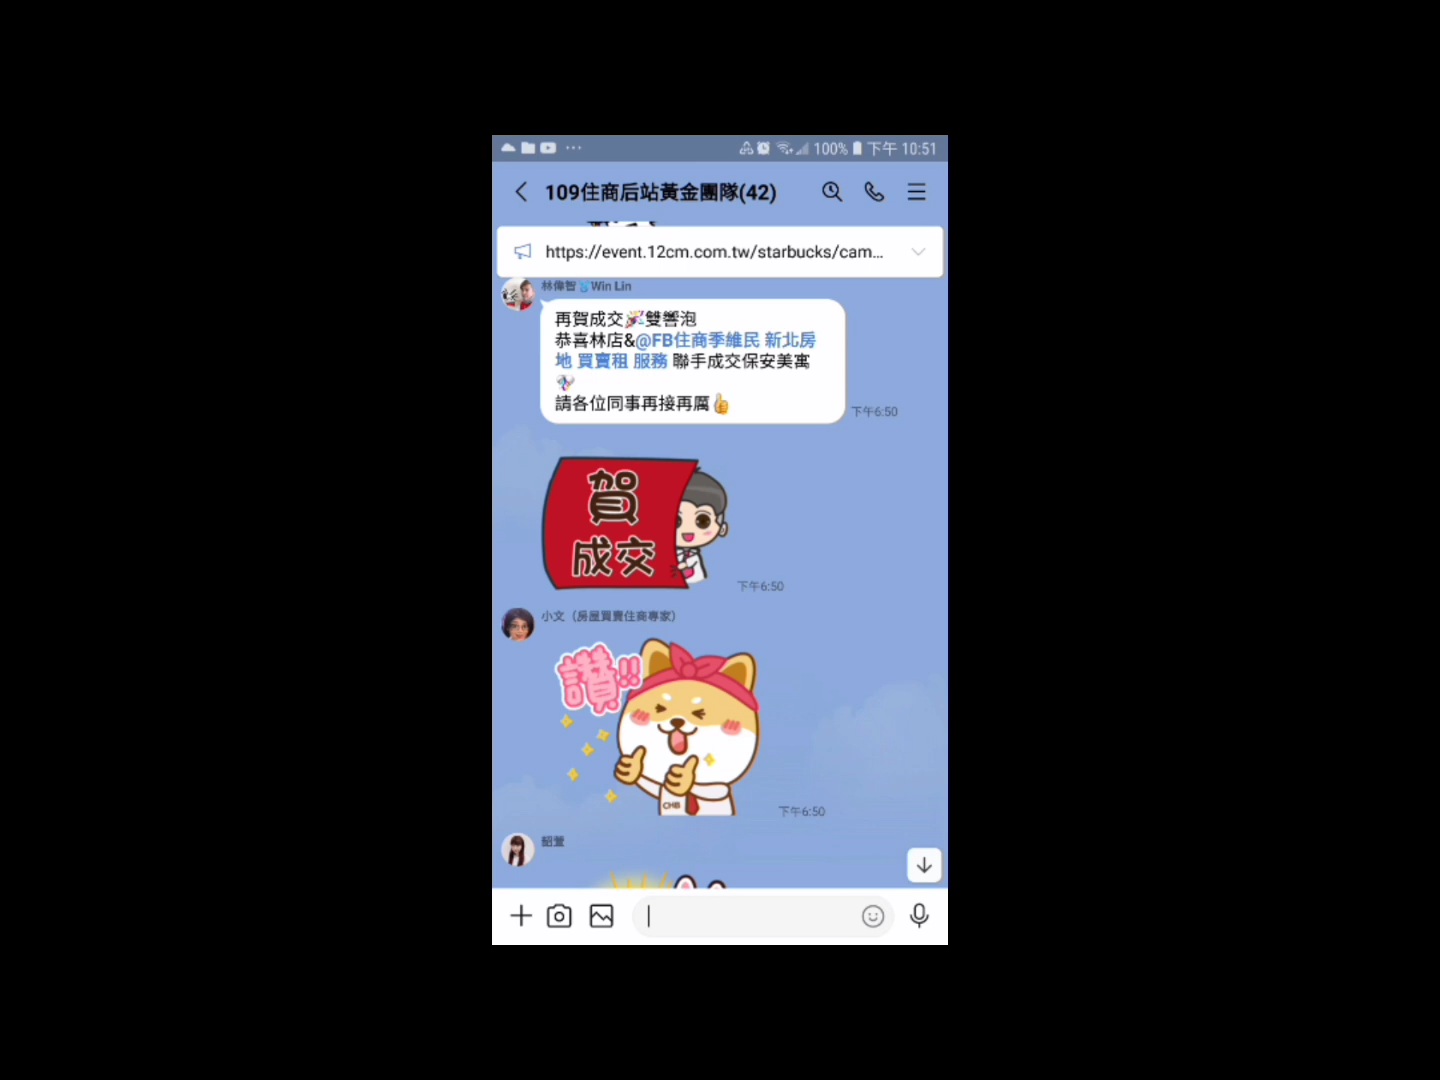 100% 下午 10:51
109住商后站黃金團隊(42)
https://event.12cm.com.tw/starbucks/cam...
林偉智🥈Win Lin
再賀成交🎉雙響泡
恭喜林店&@FB住商季維民 新北房
地 買賣租 服務 聯手成交保安美寓
請各位同事再接再厲👍
下午6:50
賀
成交
下午6:50
小文（房屋買賣住商專家）
讚!!
CHB
下午6:50
韶萱